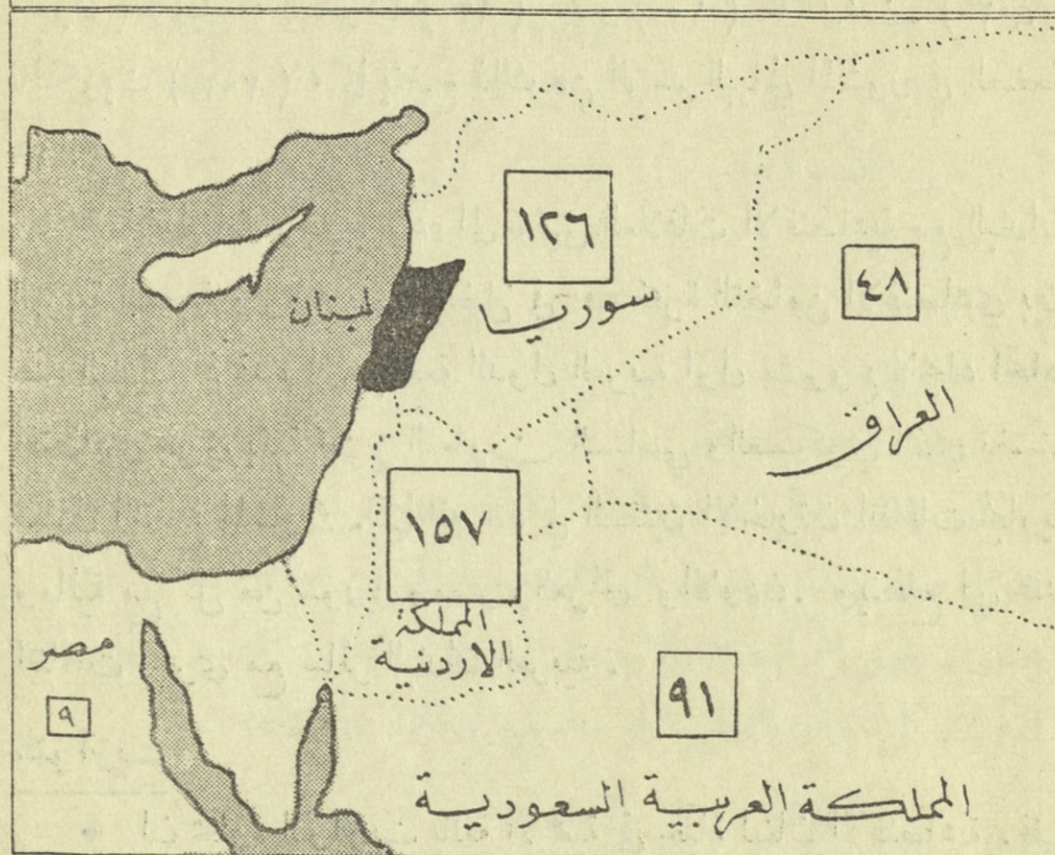 ١٢٦
سوريا
٤٨
العراق
لبنان
١٥٧
المملكة
الاردنية
مصر
٩
٩١
المملكة العربية السعودية